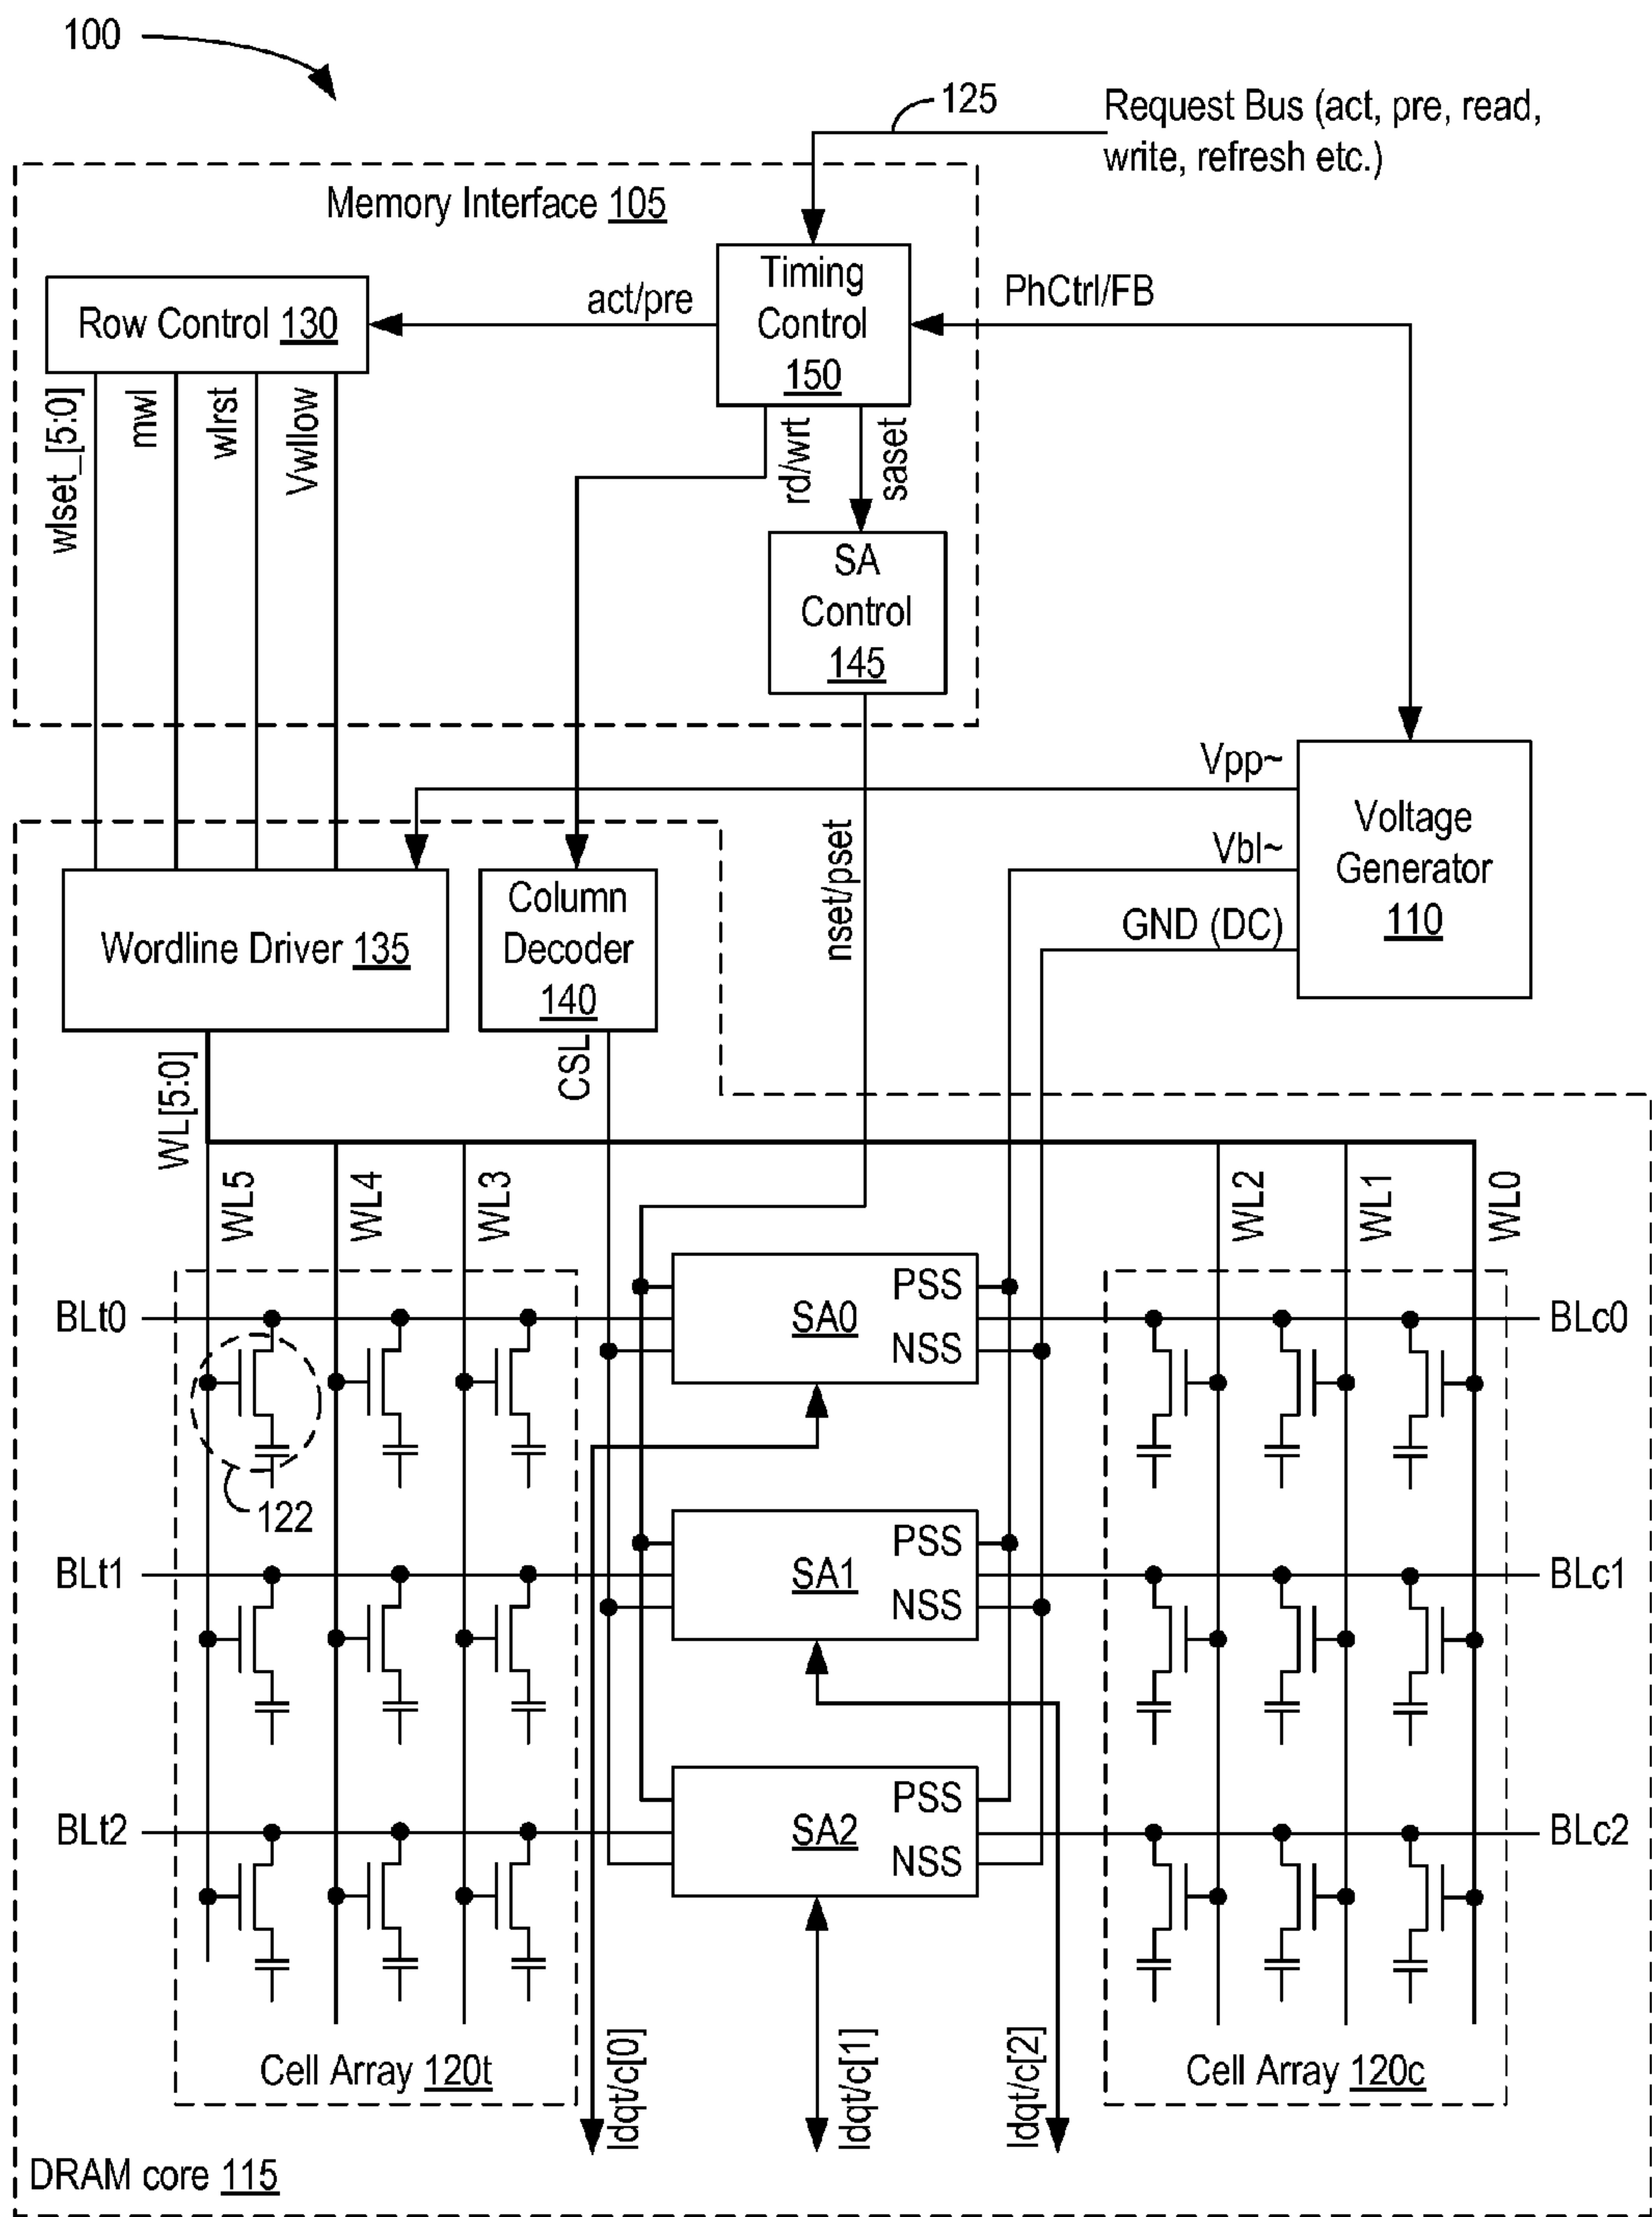 100
125
Request Bus (act, pre, read,
write, refresh etc.)
Memory Interface 105
Timing
Control
150
PhCtrl/FB
act/pre
Row Control 130
wlset_[5:0]
mwl
wlrst
Vwllow
rd/wrt
saset
SA
Control
145
Vpp~
Vbl~
GND (DC)
Voltage
Generator
110
Wordline Driver 135
Column
Decoder
140
nset/pset
CSL
WL[5:0]
WL5
WL4
WL3
WL2
WL1
WL0
BLt0
SA0
PSS
NSS
BLc0
122
BLt1
SA1
PSS
NSS
BLc1
BLt2
SA2
PSS
NSS
BLc2
Cell Array 120t
ldqt/c[0]
ldqt/c[1]
ldqt/c[2]
Cell Array 120c
DRAM core 115